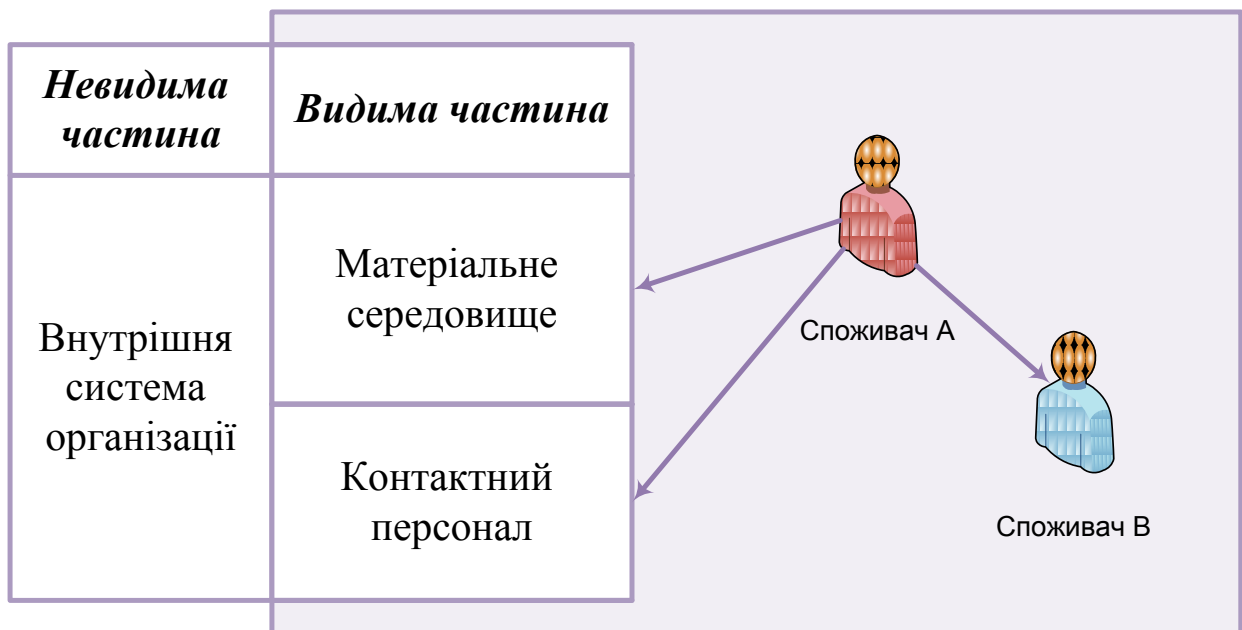 Невидима
частина
Видима частина
Внутрішня
система
організації
Матеріальне
середовище
Контактний
персонал
Споживач А
Споживач В